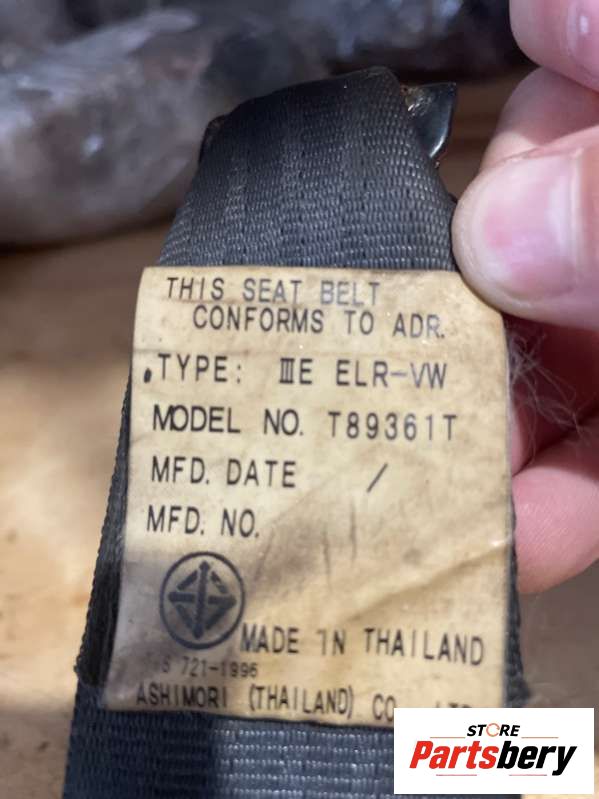 THIS SEAT BELT
CONFORMS TO ADR.
TYPE: ⅢE ELR-VW
MODEL NO. T89361T
MFD. DATE /
MFD. NO.
MADE IN THAILAND
721-1996
ASHIMORI (THAILAND) CO
STORE
Partsbery